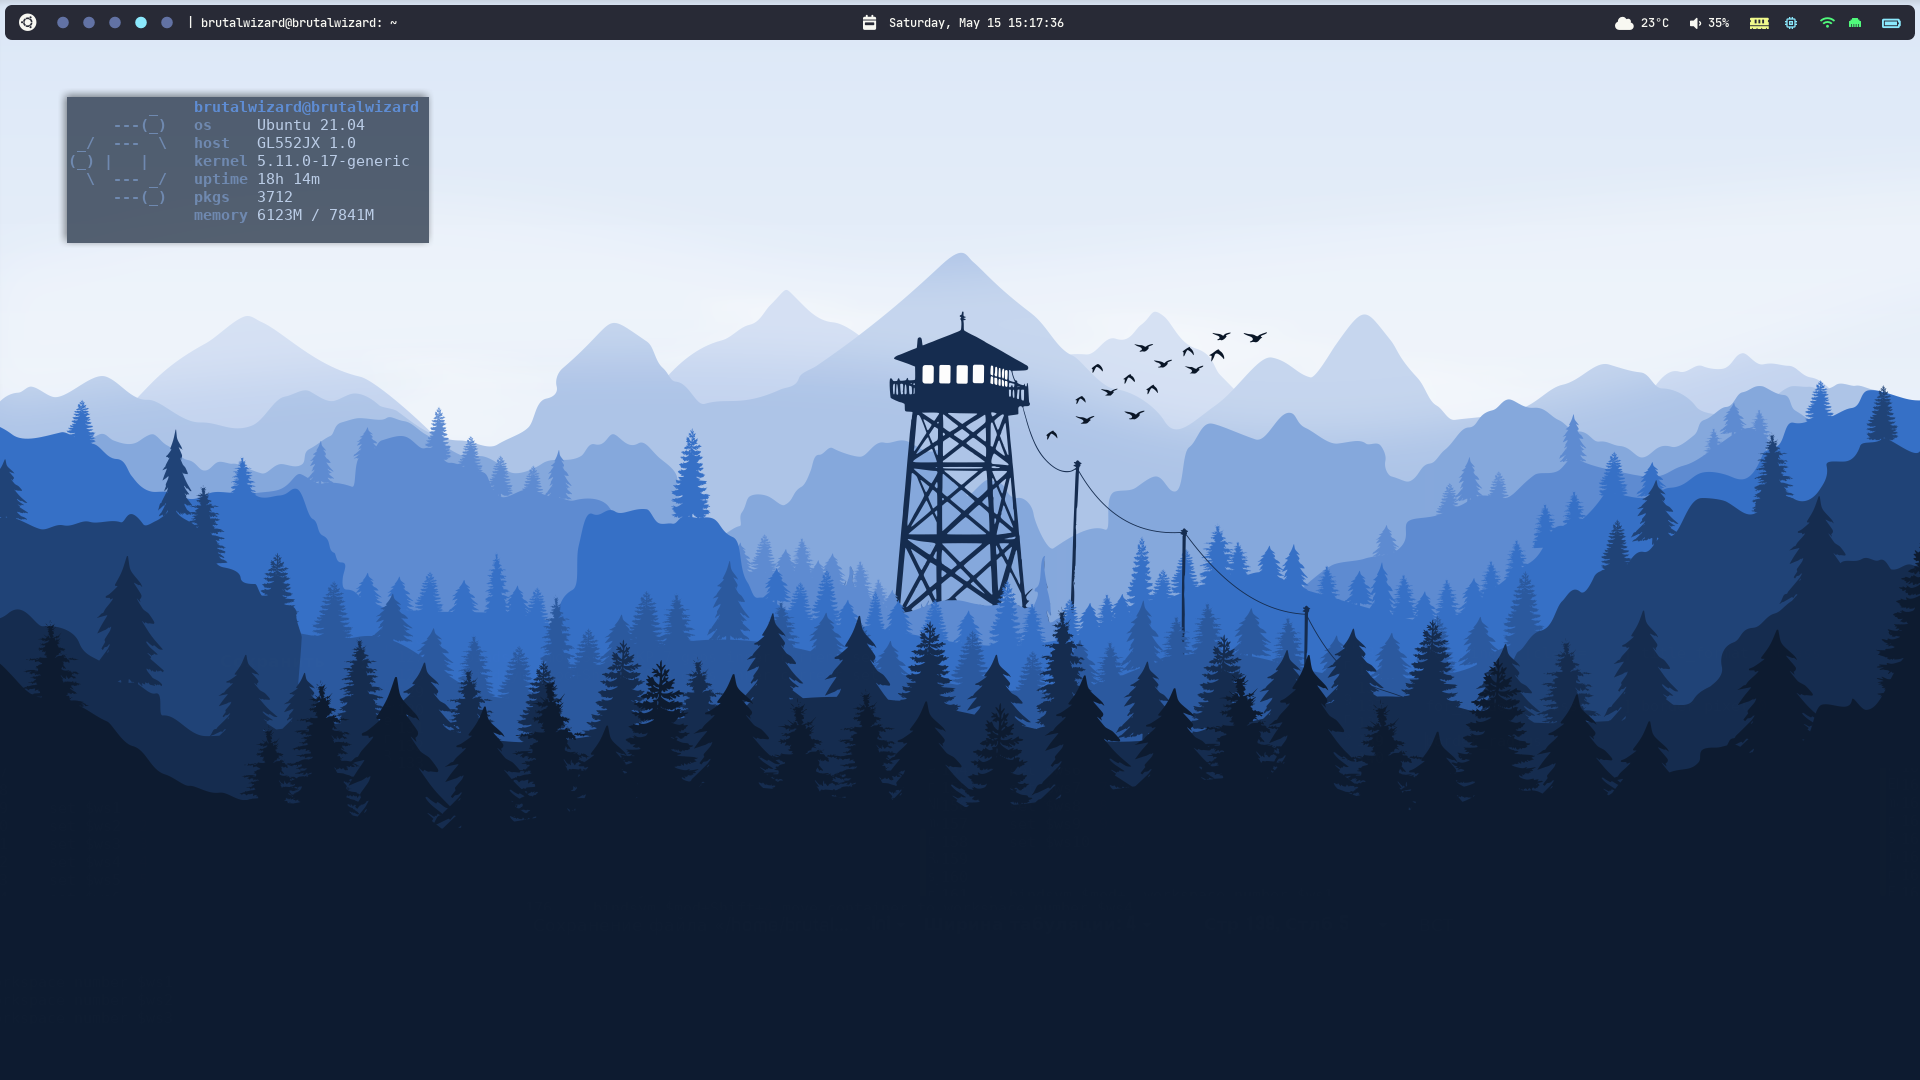 | brutalwizard@brutalwizard: ~
Saturday, May 15 15:17:36
23°C
35%
brutalwizard@brutalwizard
os Ubuntu 21.04
host GL552JX 1.0
kernel 5.11.0-17-generic
uptime 18h 14m
pkgs 3712
memory 6123M / 7841M